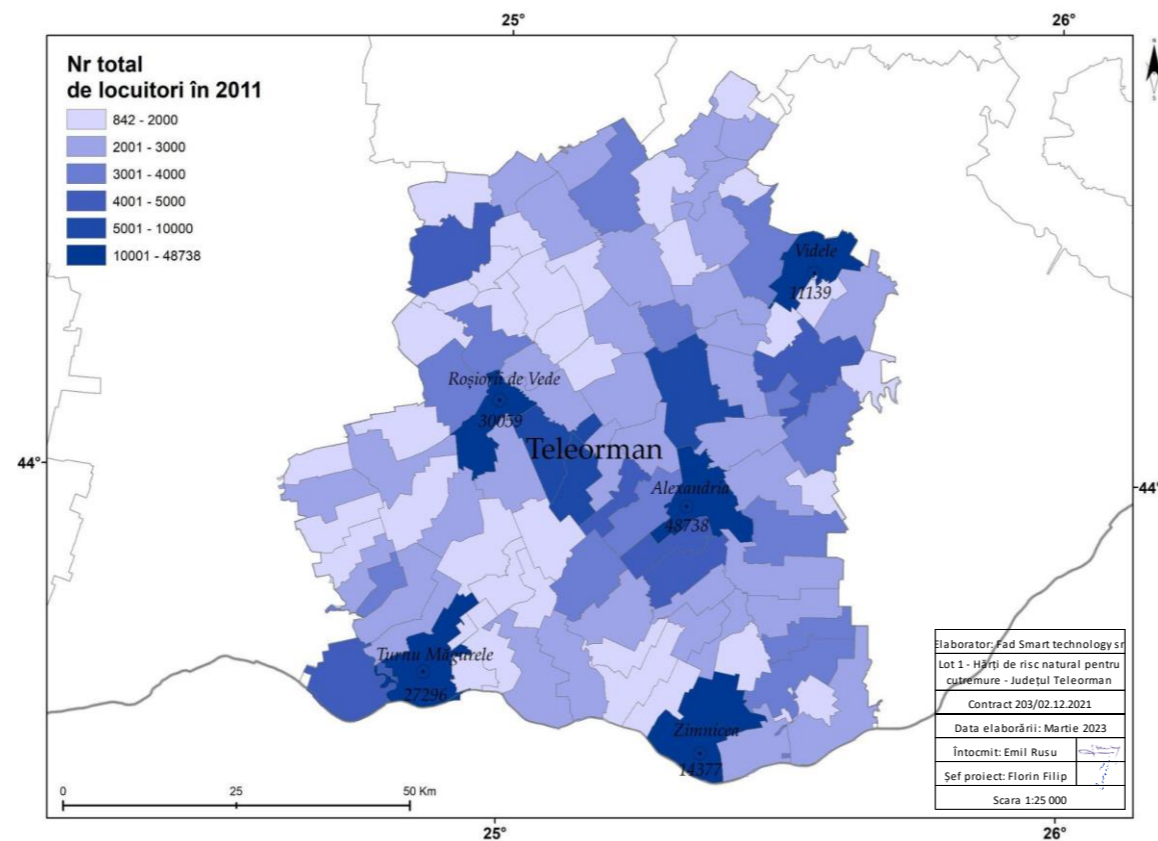 25°
26°
Nr total
de locuitori în 2011
842 - 2000
2001 - 3000
3001 - 4000
4001 - 5000
5001 - 10000
10001 - 48738
N
S
Videle
11139
Roșiorii de Vede
30059
Teleorman
44°
44°
Alexandria
48738
Turnu Măgurele
27296
Zimnicea
14377
Elaborator: Fad Smart technology sr
Lot 1 - Hărți de risc natural pentru
cutremure - Județul Teleorman
Contract 203/02.12.2021
Data elaborării: Martie 2023
Întocmit: Emil Rusu
Șef proiect: Florin Filip
Scara 1:25 000
0 25 50 Km
25°
26°